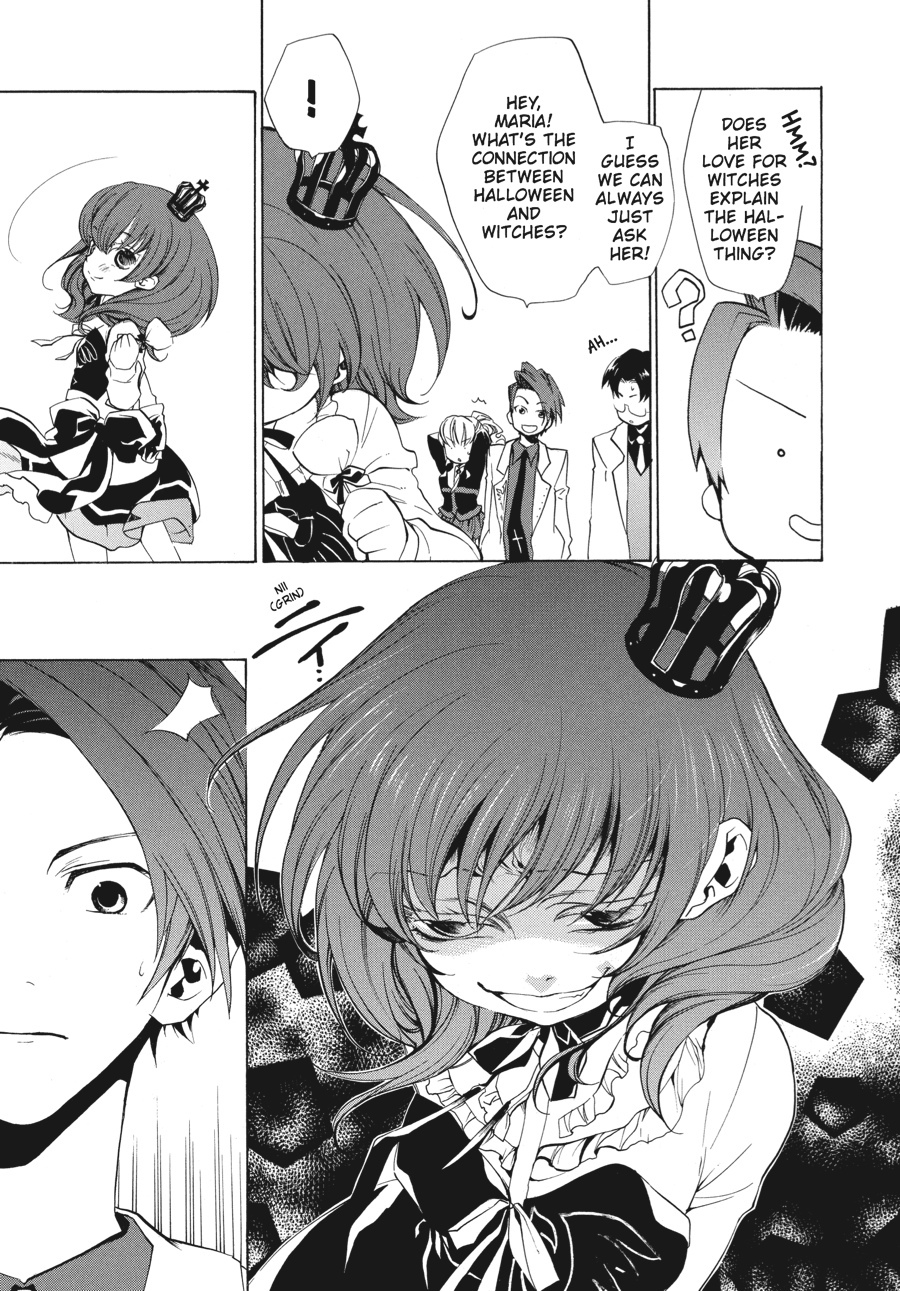 HMM?
DOES
HER
LOVE FOR
WITCHES
EXPLAIN
THE HAL-
LOWEEN
THING?
?
I
GUESS
WE CAN
ALWAYS
JUST
ASK
HER!
HEY,
MARIA!
WHAT'S THE
CONNECTION
BETWEEN
HALLOWEEN
AND
WITCHES?
AH...
!
NII
(GRIN)
ニイ